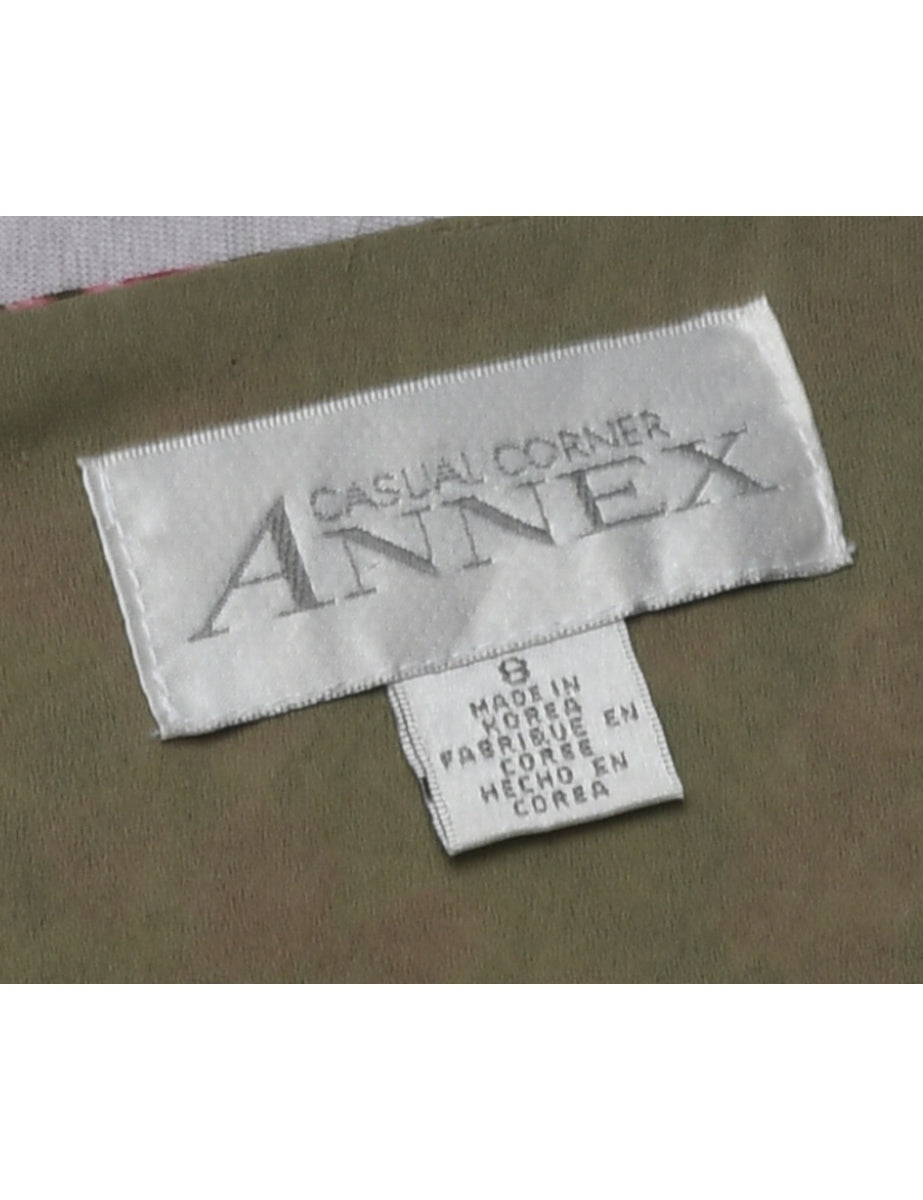 CASUAL CORNER
ANNEX
8
MADE IN
KOREA
FABRIQUE EN
COREE
HECHO EN
COREA